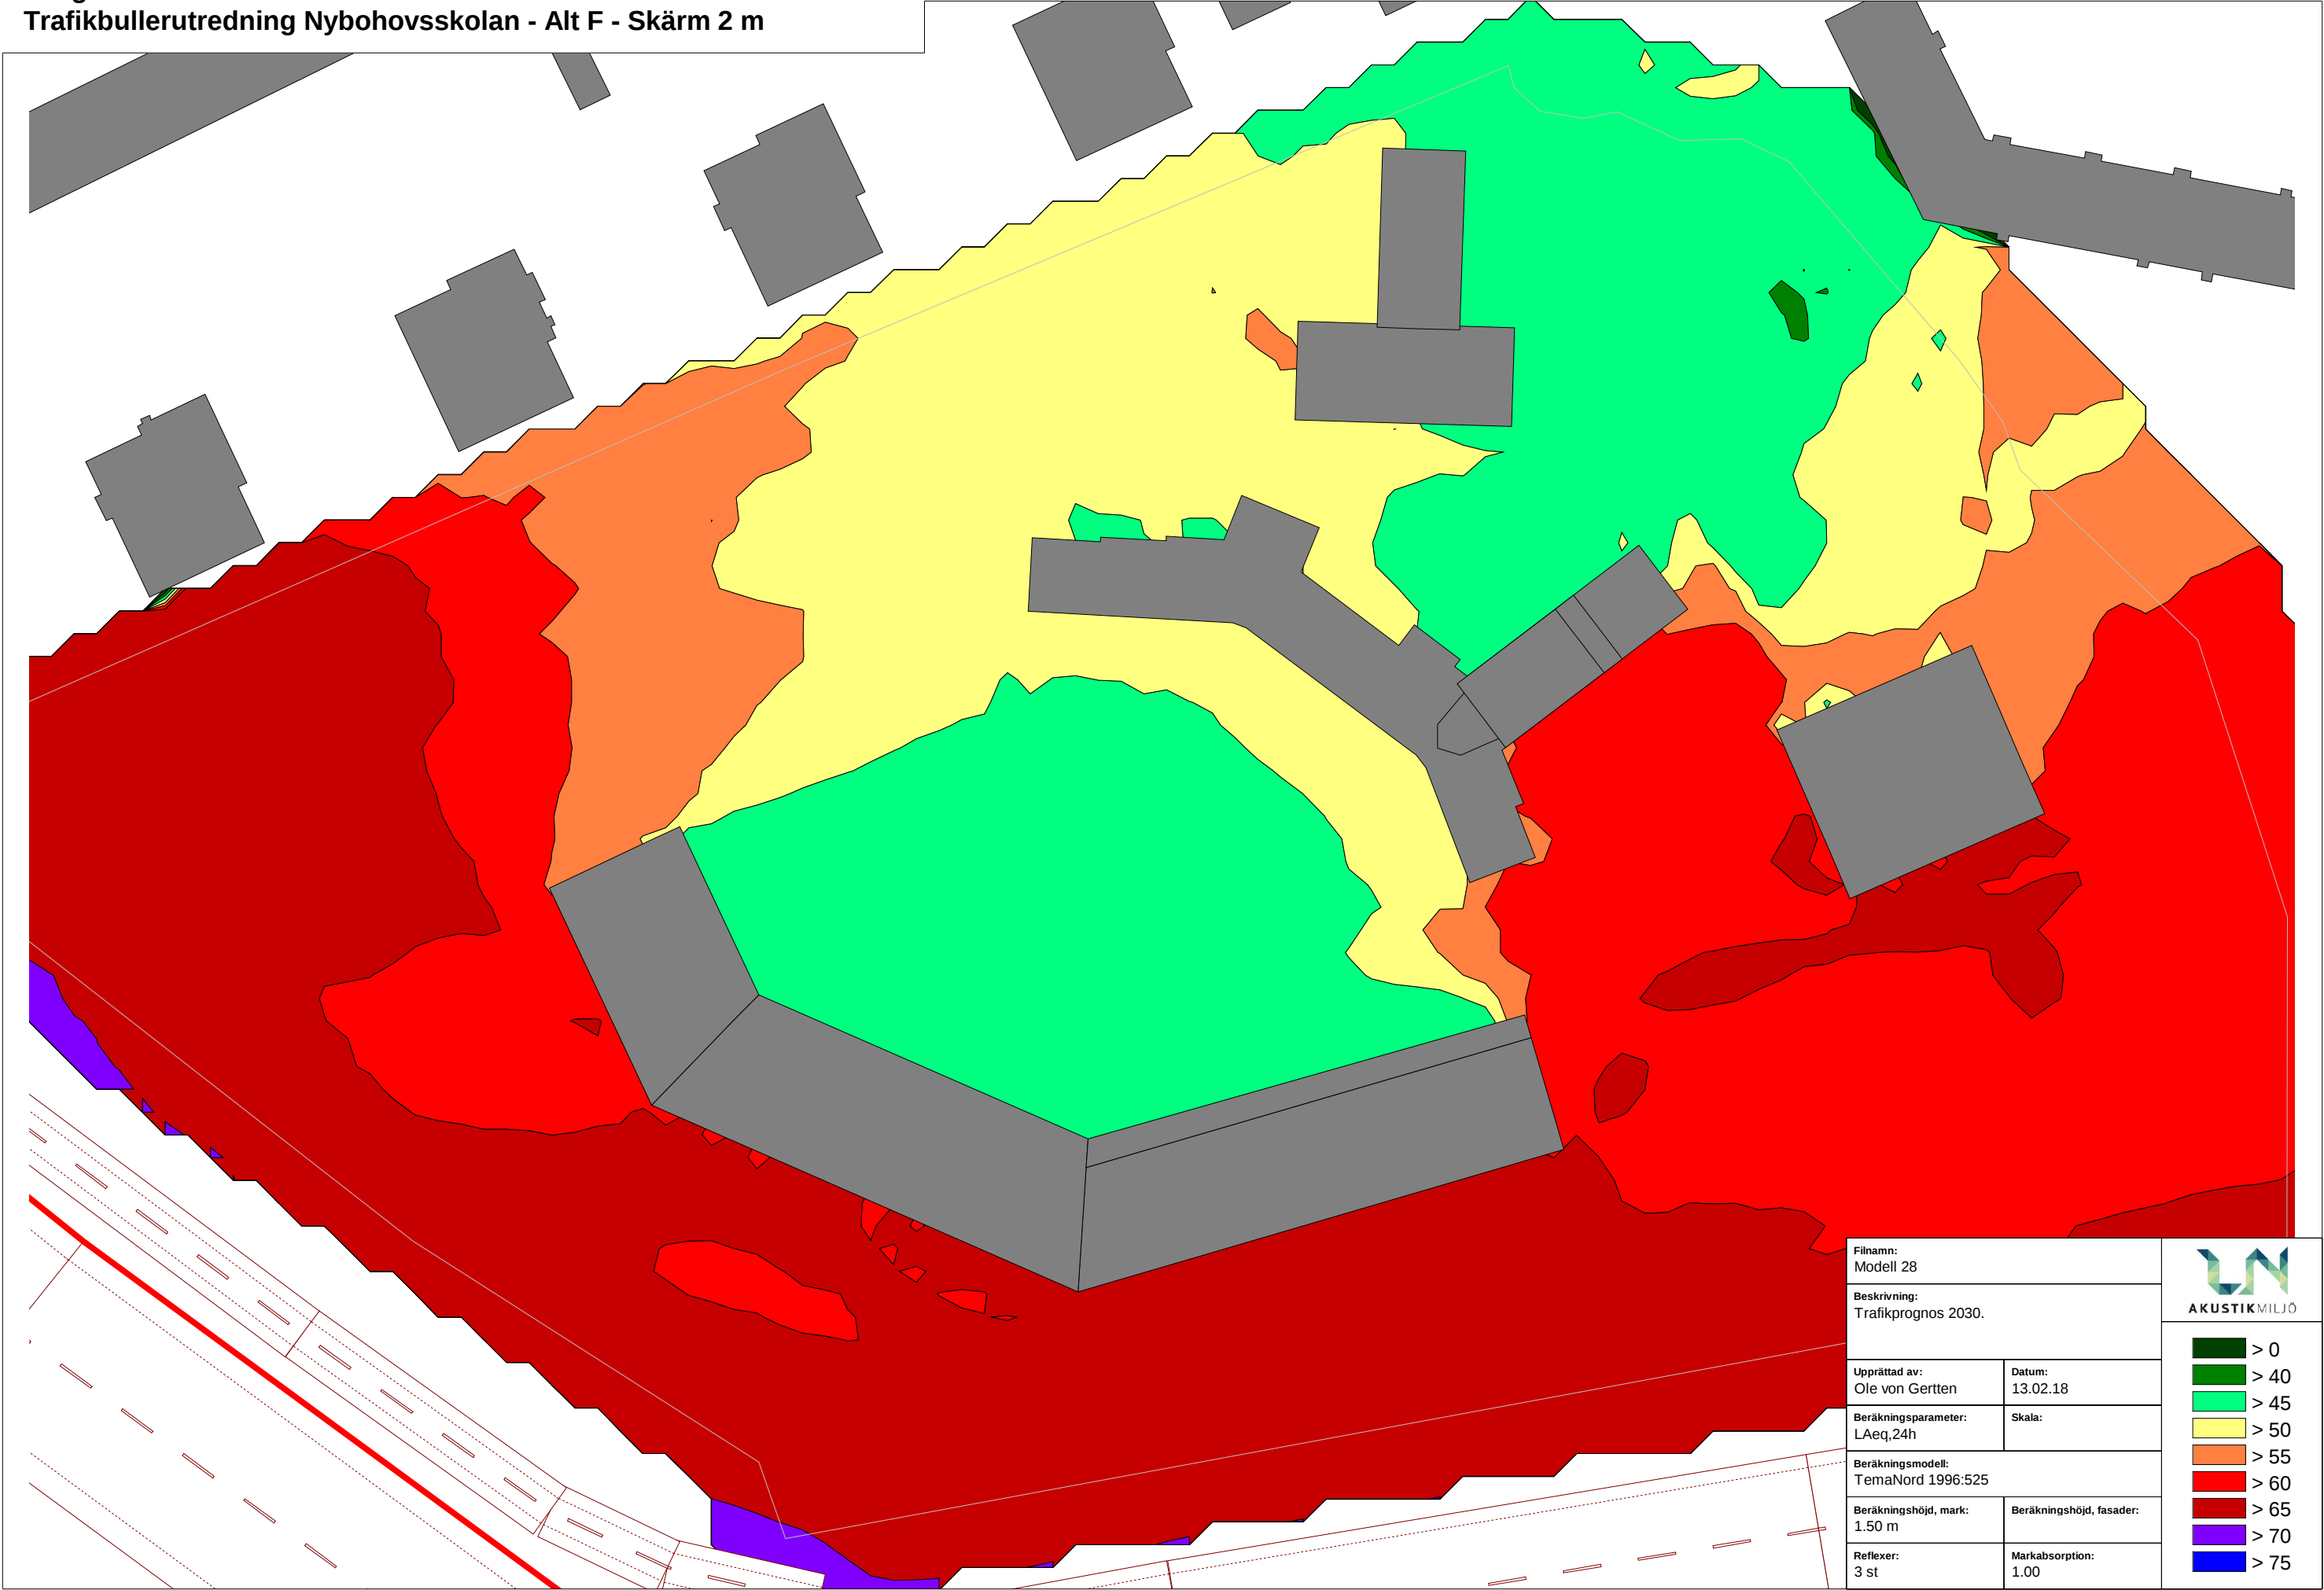 Trafikbullerutredning Nybohovsskolan - Alt F - Skärm 2 m
Filnamn:
Modell 28
Beskrivning:
Trafikprognos 2030.
Upprättad av:
Ole von Gertten
Datum:
13.02.18
Beräkningsparameter:
LAeq,24h
Skala:
Beräkningsmodell:
TemaNord 1996:525
Beräkningshöjd, mark:
1.50 m
Beräkningshöjd, fasader:
Reflexer:
3 st
Markabsorption:
1.00
AKUSTIKMILJÖ
> 0
> 40
> 45
> 50
> 55
> 60
> 65
> 70
> 75